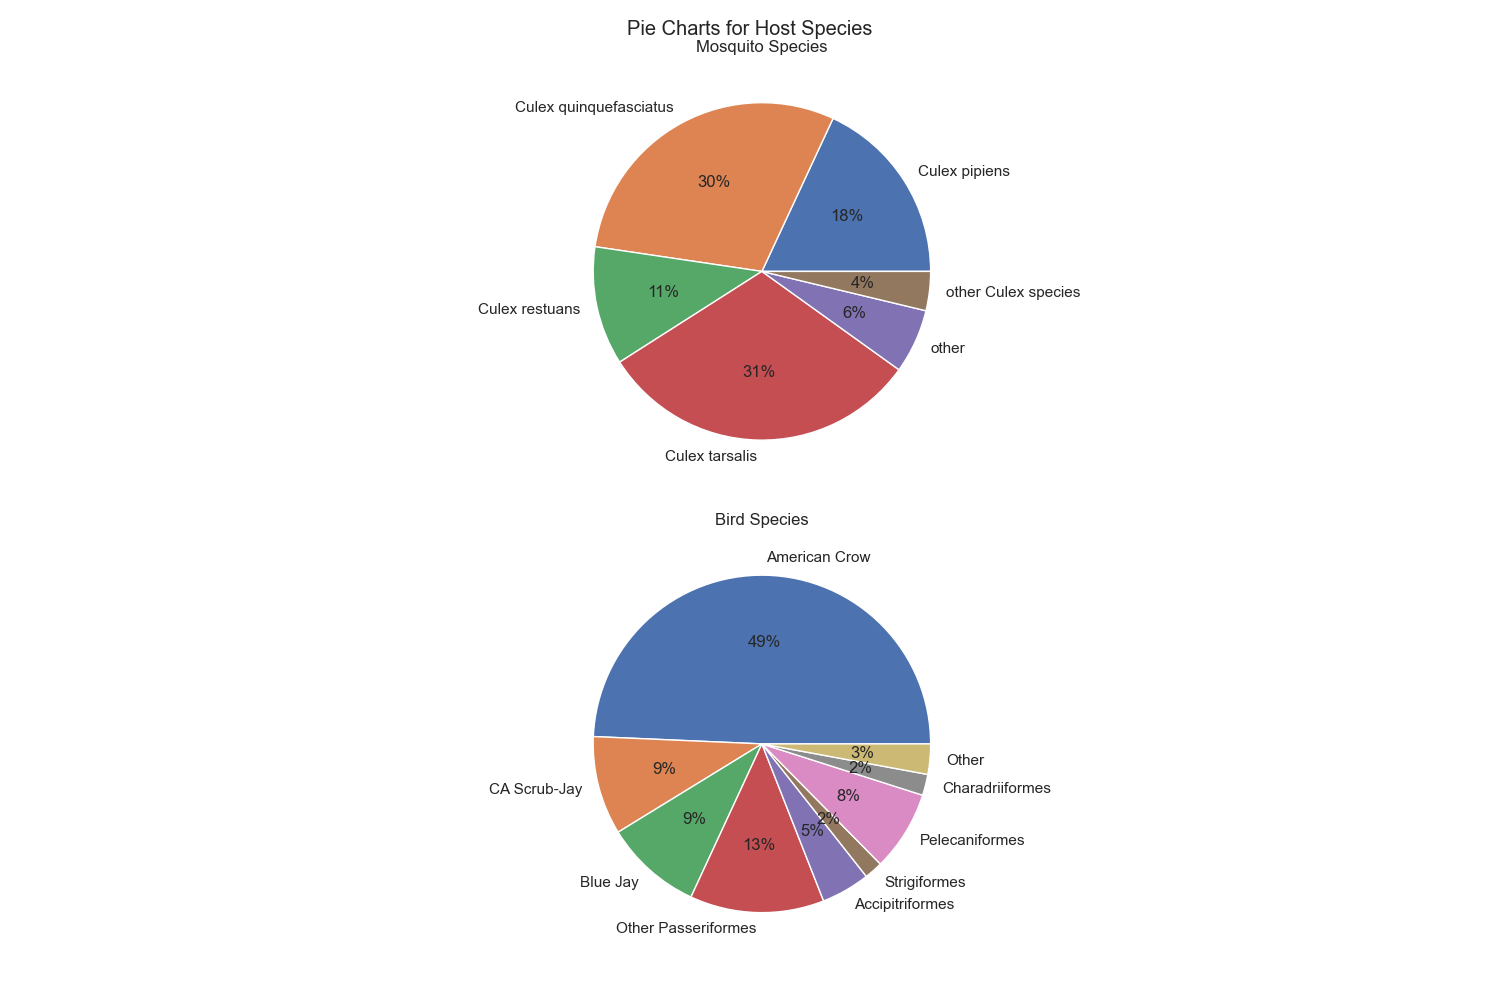 Pie Charts for Host Species
Mosquito Species
Culex quinquefasciatus
Culex pipiens
30%
18%
other Culex species
4%
11%
6%
Culex restuans
other
31%
Culex tarsalis
Bird Species
American Crow
49%
3%
Other
2%
9%
Charadriiformes
CA Scrub-Jay
8%
9%
2%
5%
Pelecaniformes
13%
Blue Jay
Strigiformes
Accipitriformes
Other Passeriformes